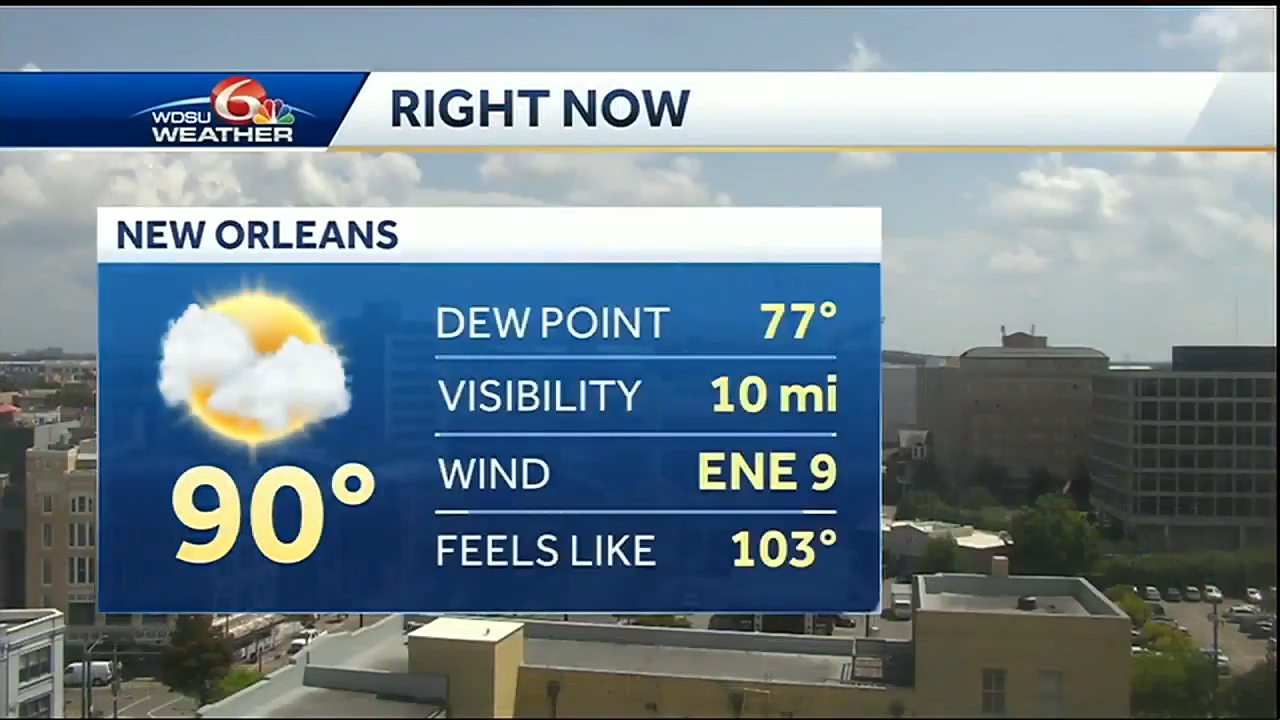 WDSU 6
WEATHER
RIGHT NOW
NEW ORLEANS
90°
DEW POINT 77°
VISIBILITY 10 mi
WIND ENE 9
FEELS LIKE 103°